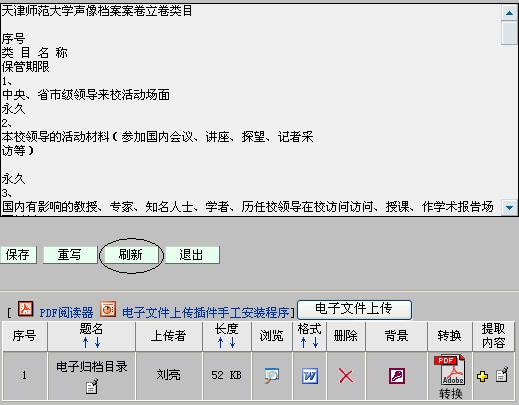 天津师范大学声像档案案卷立卷类目
序号
类 目 名 称
保管期限
1、
中央、省市级领导来校活动场面
永久
2、
本校领导的活动材料（参加国内会议、讲座、探望、记者采
访等）
永久
3、
国内有影响的教授、专家、知名人士、学者、历任校领导在校访问访问、授课、作学术报告场
保存 重写 刷新 退出
[ PDF阅读器 电子文件上传插件手工安装程序] 电子文件上传
序号 题名 ↑↓ 上传者 长度 ↑↓ 浏览 格式 ↑↓ 删除 背景 转换 提取内容
1 电子归档目录 刘亮 52 KB PDF Adobe 转换